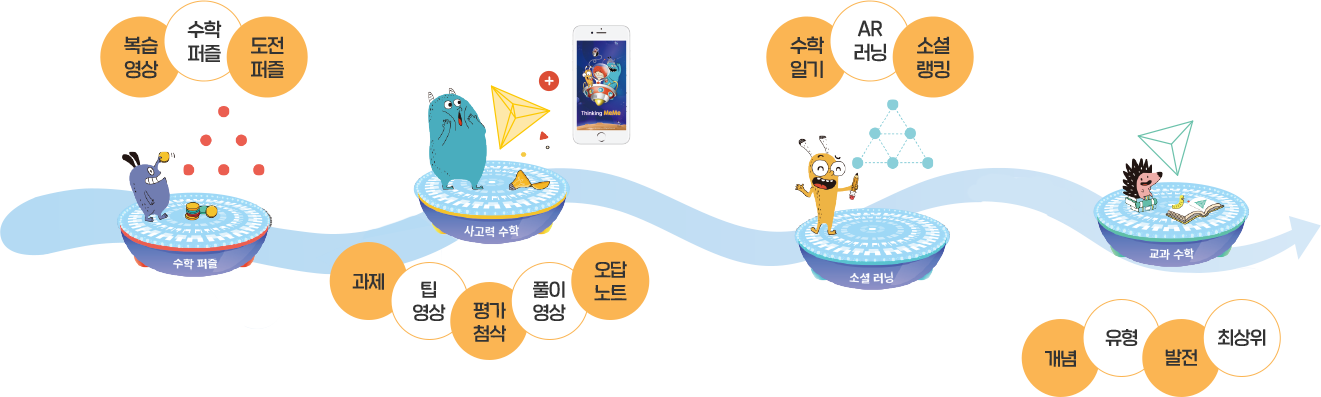 복습
영상
수학
퍼즐
도전
퍼즐
수학 퍼즐
Thinking MeMe
사고력 수학
과제
팁
영상
평가
첨삭
풀이
영상
오답
노트
수학
일기
AR
러닝
소셜
랭킹
소셜 러닝
교과 수학
개념
유형
발전
최상위